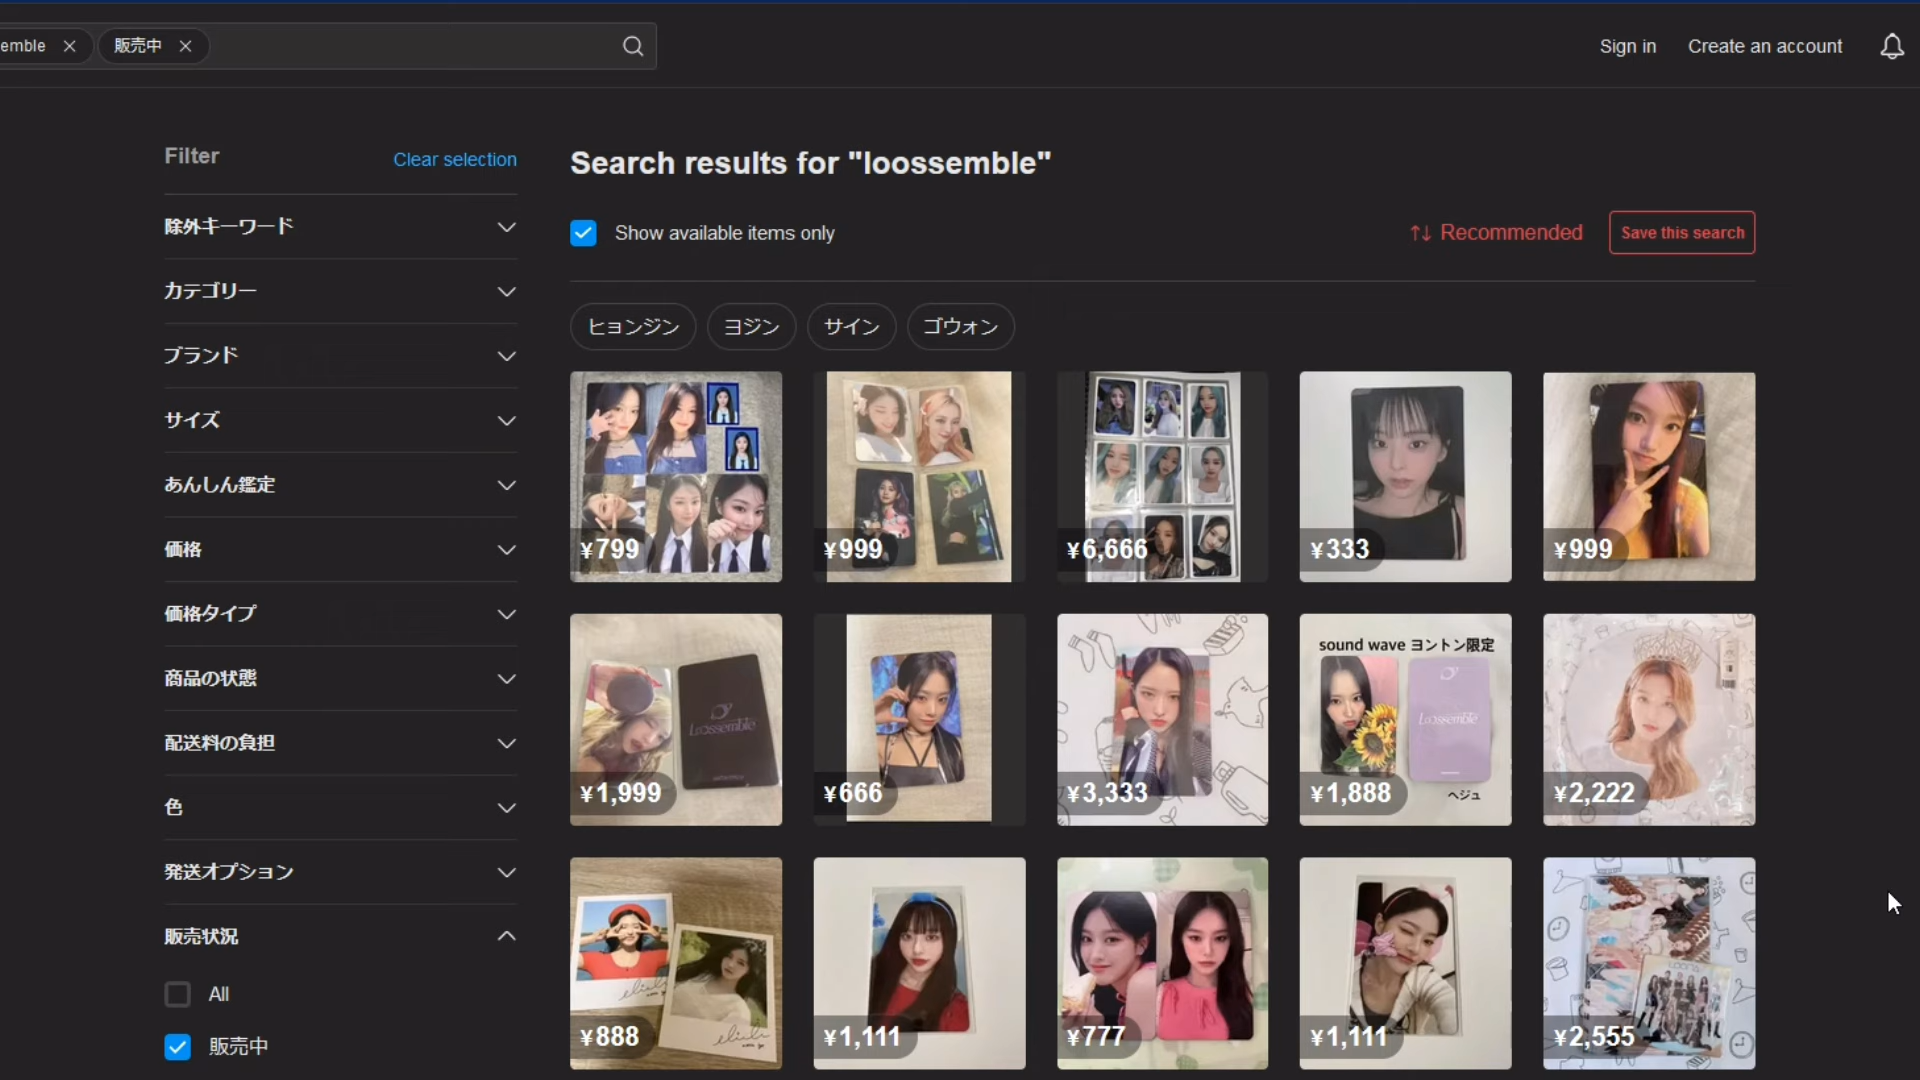 emble
販売中
Sign in
Create an account
Filter
Clear selection
Search results for "loossemble"
除外キーワード
カテゴリー
ブランド
サイズ
あんしん鑑定
価格
価格タイプ
商品の状態
配送料の負担
色
発送オプション
販売状況
All
販売中
Show available items only
Recommended
Save this search
ヒョンジン
ヨジン
サイン
ゴウォン
¥799
¥999
¥6,666
¥333
¥999
Loossemble
¥1,999
¥666
¥3,333
sound wave ヨントン限定
Loossemble
ヘジュ
¥1,888
¥2,222
¥888
¥1,111
¥777
¥1,111
¥2,555